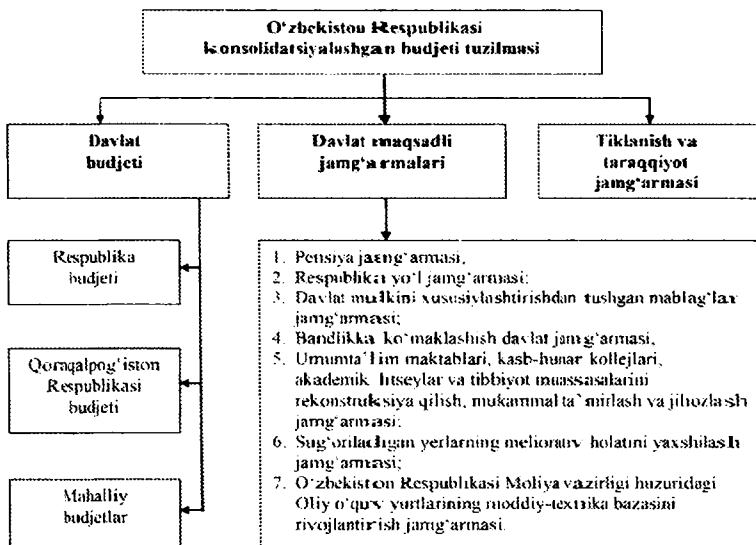 O‘zbekiston Respublikasi
konsolidatsiyalashgan budjeti tuzilmasi
Davlat
budjeti
Davlat maqsadli
jamg‘armalari
Tiklanish va
taraqqiyot
jamg‘armasi
Respublika
budjeti
Qoraqalpog‘iston
Respublikasi
budjeti
Mahalliy
budjetlar
1. Pensiya jamg‘armasi;
2. Respublika yo‘l jamg‘armasi;
3. Davlat mulkini xususiylashtirishdan tushgan mablag‘lar
jamg‘armasi;
4. Bandlikka ko‘maklashish davlat jamg‘armasi;
5. Umumta’lim maktablari, kasb-hunar kollejlari,
akademik litseylar va tibbiyot muassasalarini
rekonstruksiya qilish, mukammal ta’mirlash va jihozlash
jamg‘armasi;
6. Sug‘oriladigan yerlarning meliorativ holatini yaxshilash
jamg‘armasi;
7. O‘zbekiston Respublikasi Moliya vazirligi huzuridagi
Oliy o‘quv yurtlarining moddiy-texnika bazasini
rivojlantirish jamg‘armasi.